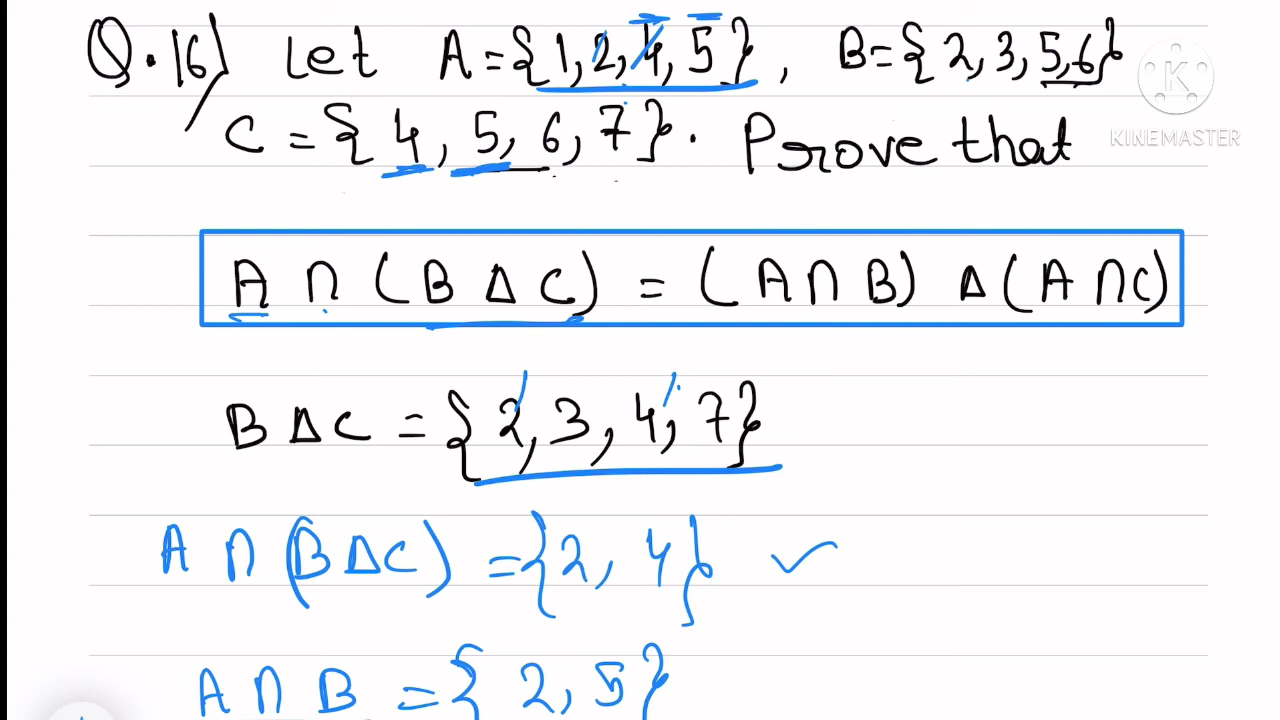 Q.16) Let A={1,2,4,5}, B={2,3,5,6}
C={4,5,6,7}. Prove that
A ∩ (B Δ C) = (A ∩ B) Δ (A ∩ C)
B Δ C = {2,3,4,7}
A ∩ (B Δ C) = {2,4} ✓
A ∩ B = {2,5}
K
KINEMASTER